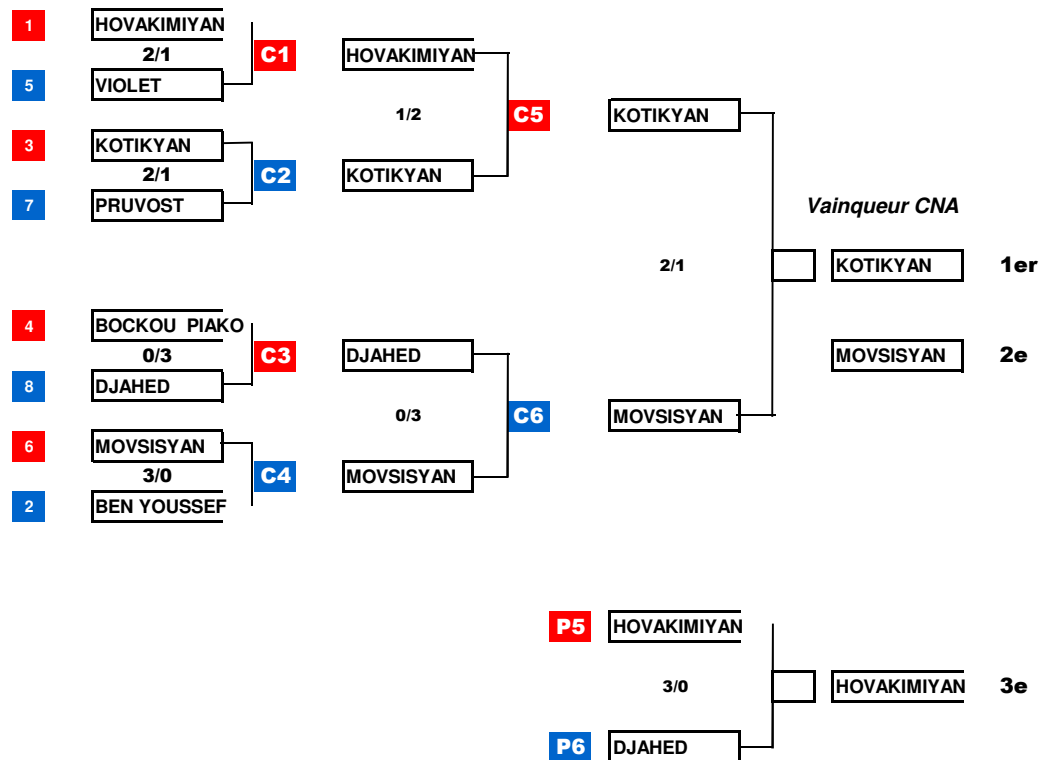 1 HOVAKIMIYAN
2/1 C1 HOVAKIMIYAN
5 VIOLET
1/2 C5 KOTIKYAN
3 KOTIKYAN
2/1 C2 KOTIKYAN
7 PRUVOST
Vainqueur CNA
2/1 KOTIKYAN 1er
4 BOCKOU PIAKO
0/3 C3 DJAHED MOVSISYAN 2e
8 DJAHED
0/3 C6 MOVSISYAN
6 MOVSISYAN
3/0 C4 MOVSISYAN
2 BEN YOUSSEF
P5 HOVAKIMIYAN
3/0 HOVAKIMIYAN 3e
P6 DJAHED